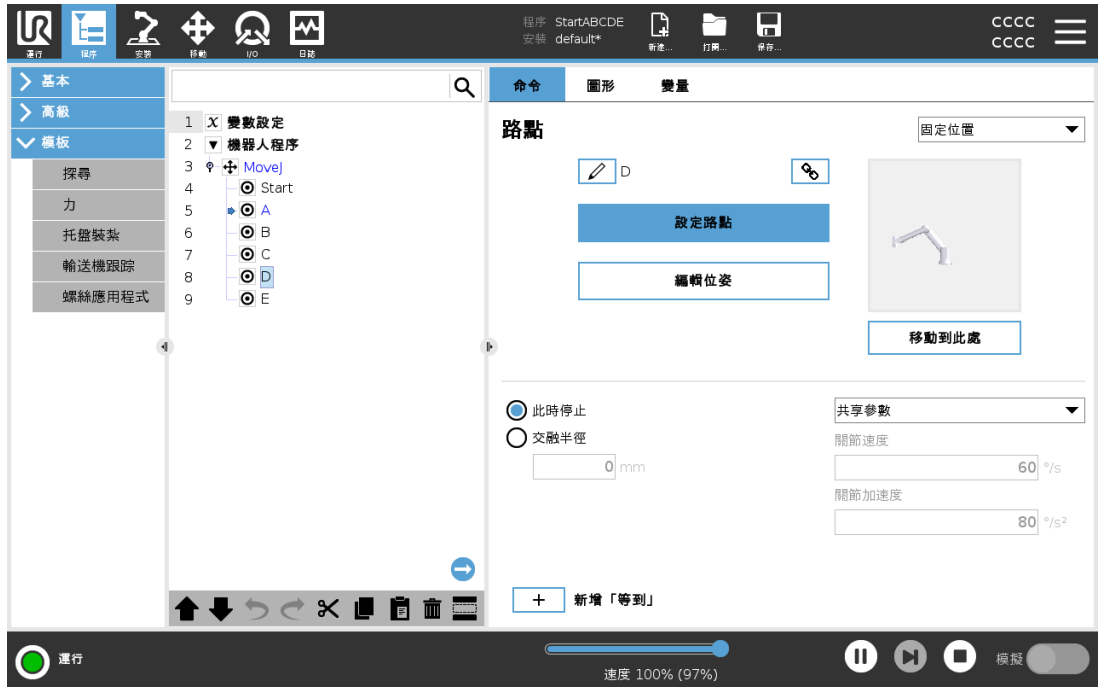 UR
運行
程序
安裝
移動
I/O
日誌
程序 StartABCDE
安裝 default*
新建...
打開...
保存...
CCCC
CCCC
基本
高級
模板
探尋
力
托盤裝紮
輸送機跟踪
螺絲應用程式
1 x 變數設定
2 機器人程序
3 MoveJ
4 Start
5 A
6 B
7 C
8 D
9 E
命令
圖形
變量
路點
固定位置
D
設定路點
編輯位姿
移動到此處
此時停止
交融半徑
0 mm
共享參數
關節速度
60 °/s
關節加速度
80 °/s²
+ 新增「等到」
運行
速度 100% (97%)
模擬